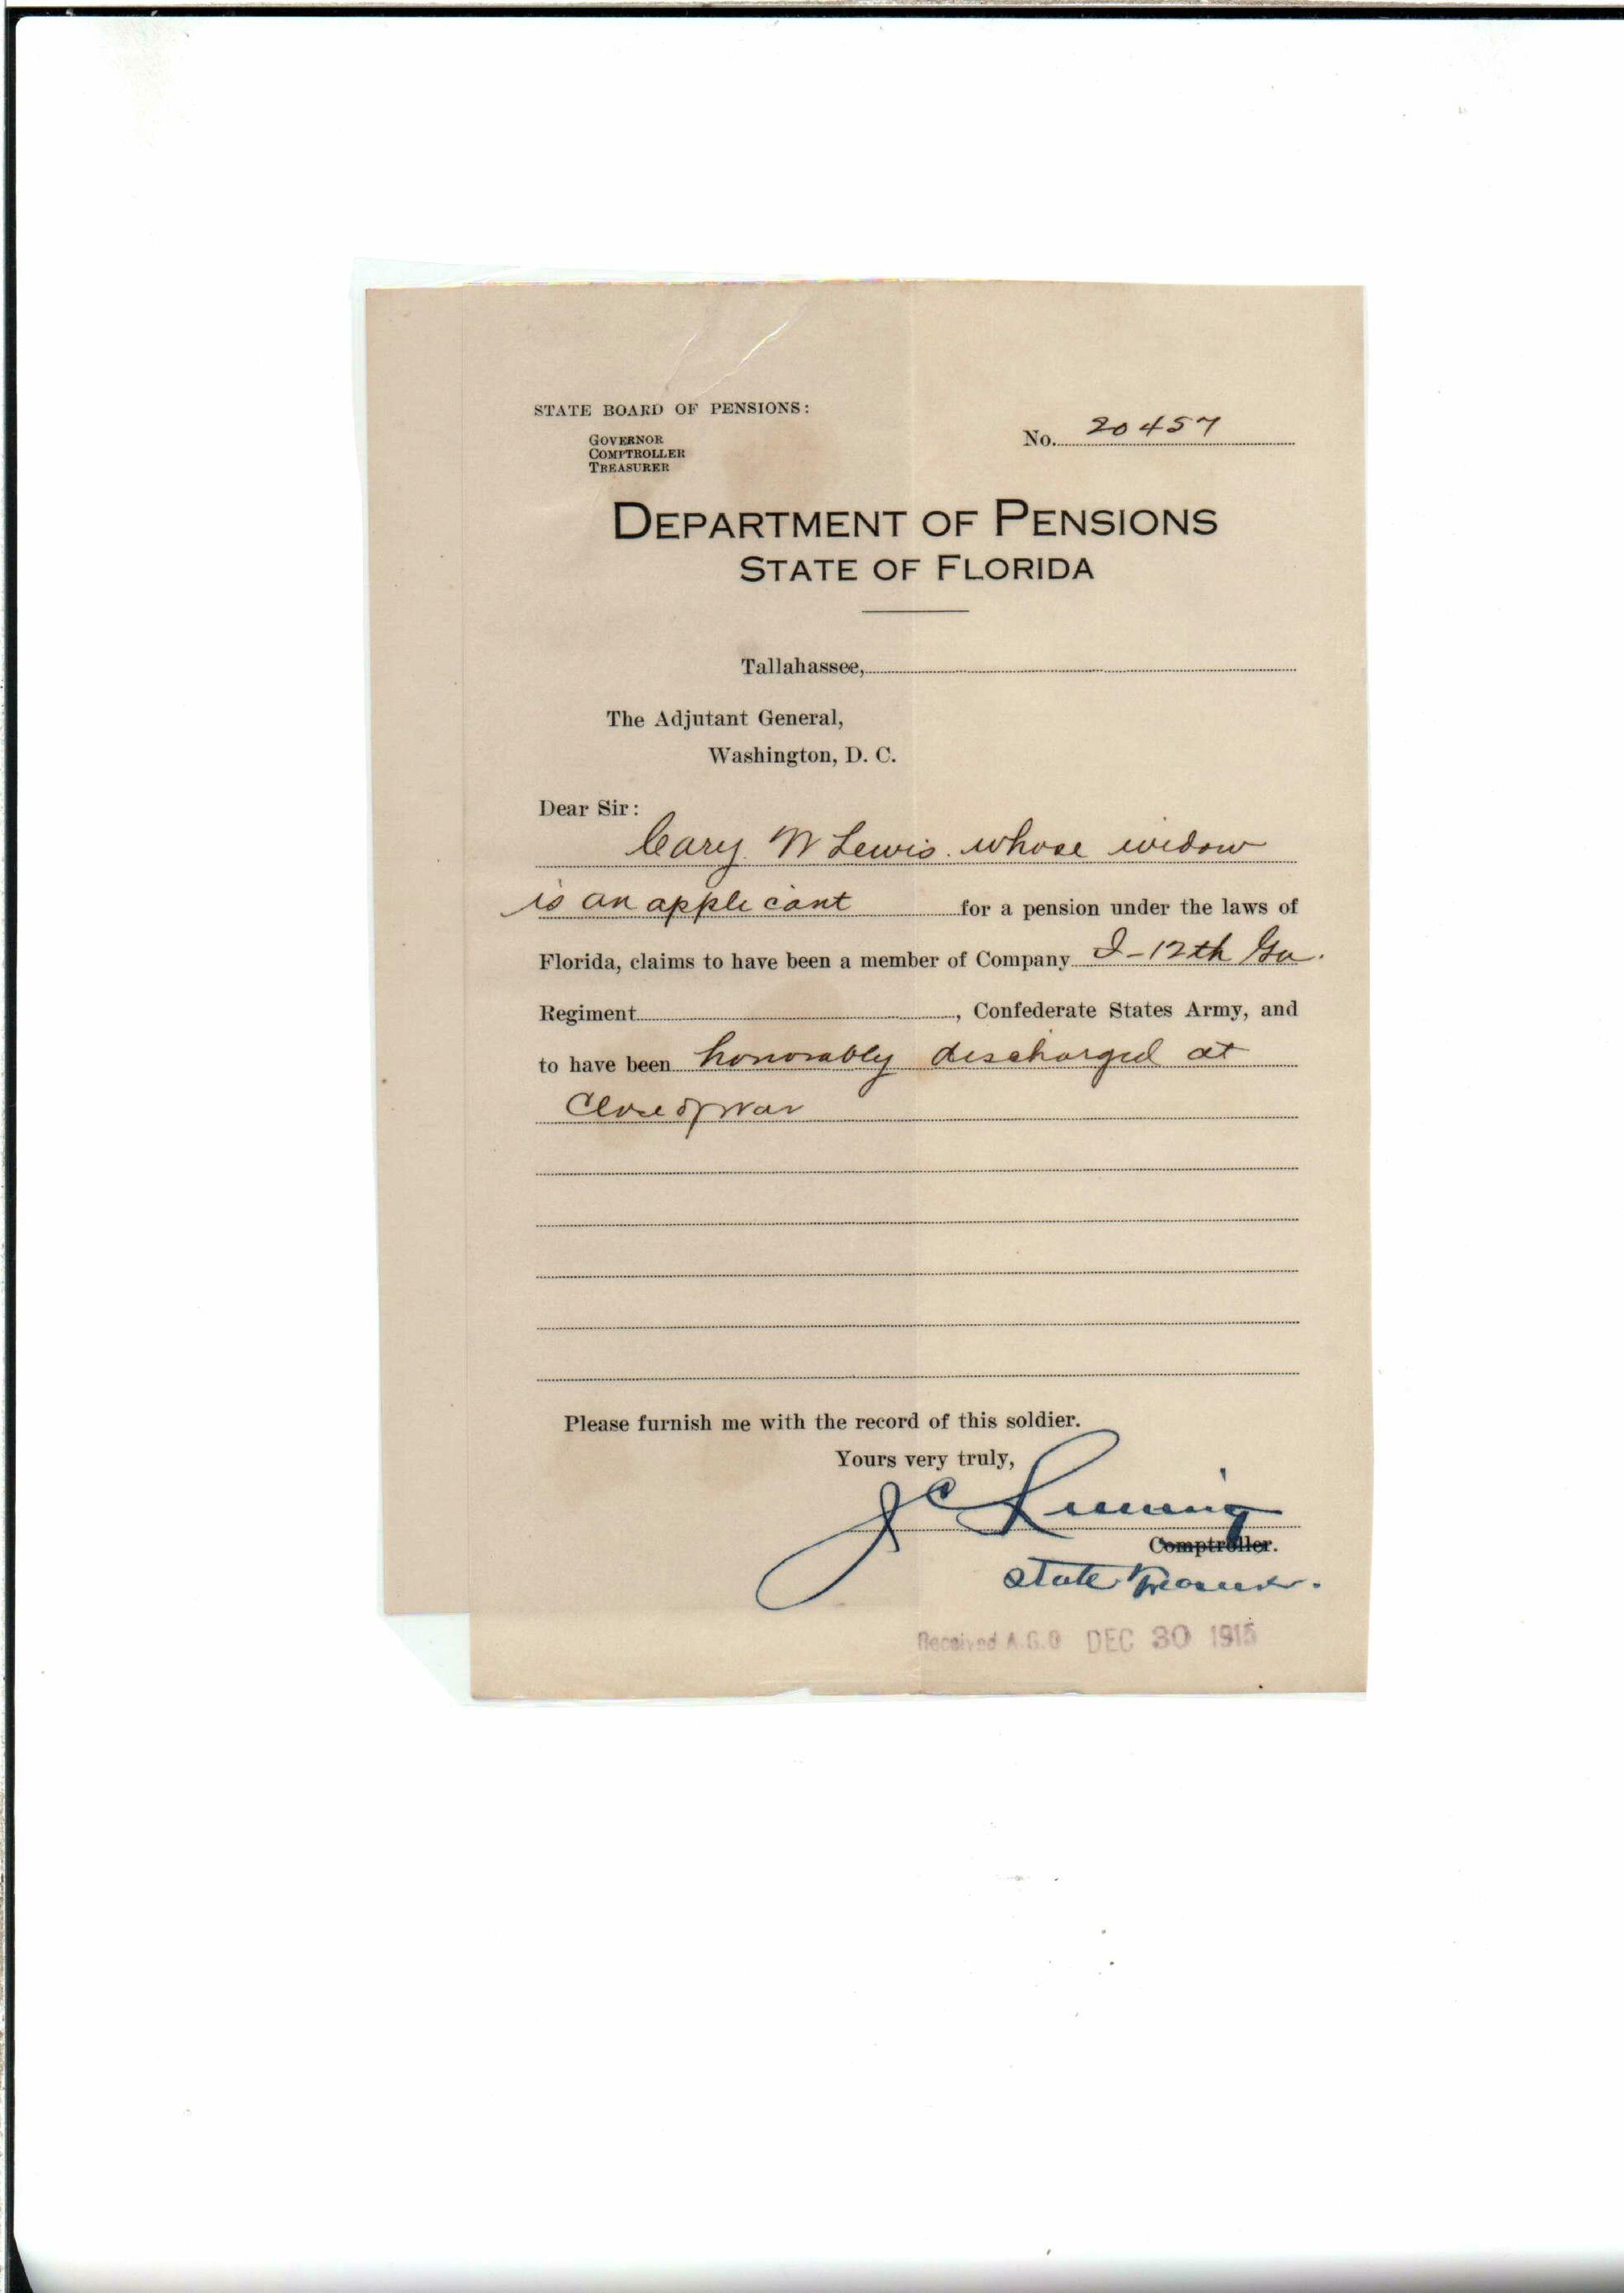 STATE BOARD OF PENSIONS:
GOVERNOR
COMPTROLLER
TREASURER
No. 20457
DEPARTMENT OF PENSIONS
STATE OF FLORIDA
Tallahassee,
The Adjutant General,
Washington, D. C.
Dear Sir:
Cary W Lewis. whose widow
is an applicant for a pension under the laws of
Florida, claims to have been a member of Company I-12th Ga.
Regiment , Confederate States Army, and
to have been honorably discharged at
Close of war
Please furnish me with the record of this soldier.
Yours very truly,
J C Luning
Comptroller.
State Treasurer.
Received A.G.O DEC 30 1915